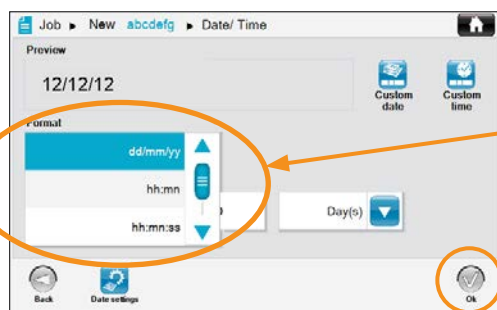 Job ▸ New abcdefg ▸ Date/ Time
Preview
12/12/12
Custom date
Custom time
Format
dd/mm/yy
hh:mn
hh:mn:ss
Day(s)
Back
Date settings
Ok